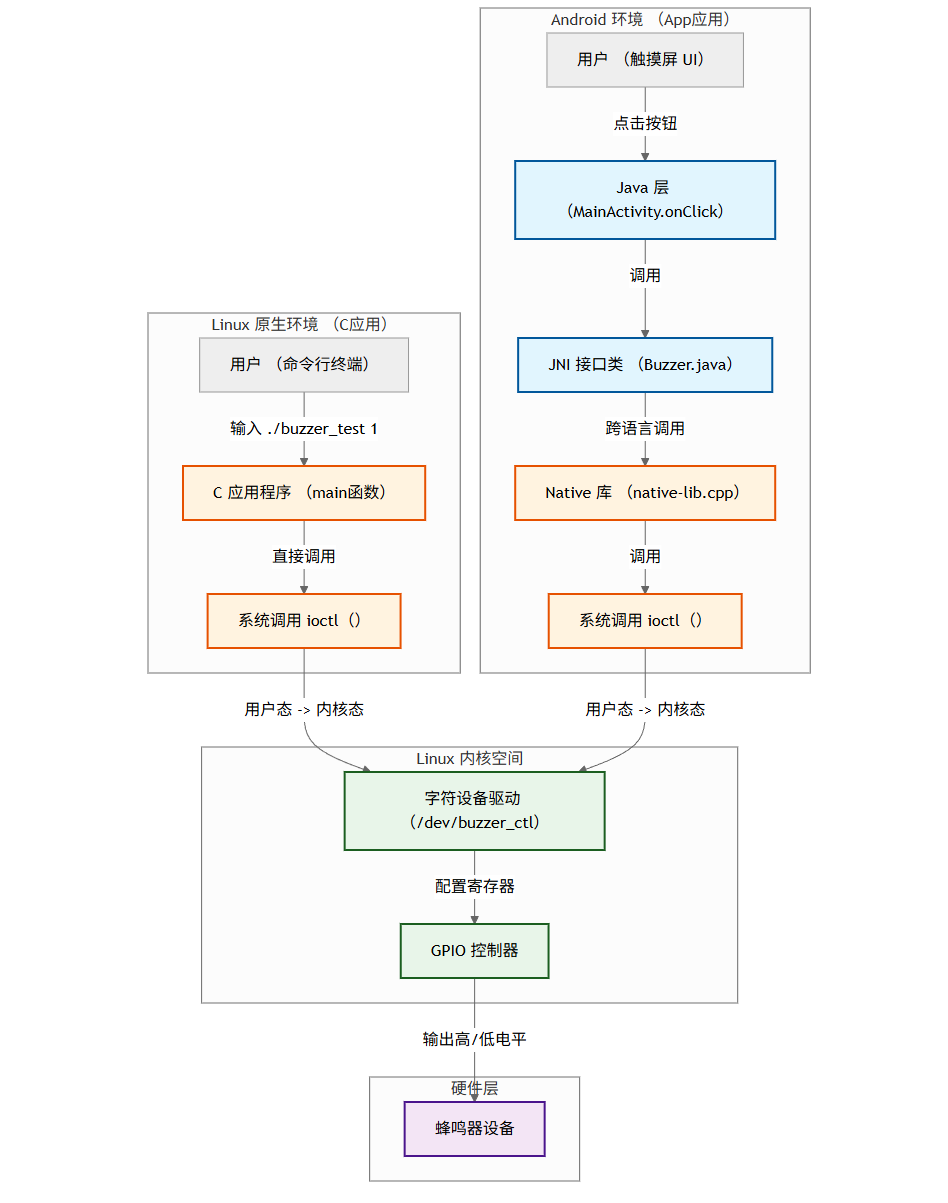 Android 环境 （App应用）
用户 （触摸屏 UI）
点击按钮
Java 层
（MainActivity.onClick）
调用
JNI 接口类 （Buzzer.java）
跨语言调用
Native 库 （native-lib.cpp）
调用
系统调用 ioctl（）
用户态 -> 内核态
Linux 原生环境 （C应用）
用户 （命令行终端）
输入 ./buzzer_test 1
C 应用程序 （main函数）
直接调用
系统调用 ioctl（）
用户态 -> 内核态
Linux 内核空间
字符设备驱动
（/dev/buzzer_ctl）
配置寄存器
GPIO 控制器
输出高/低电平
硬件层
蜂鸣器设备